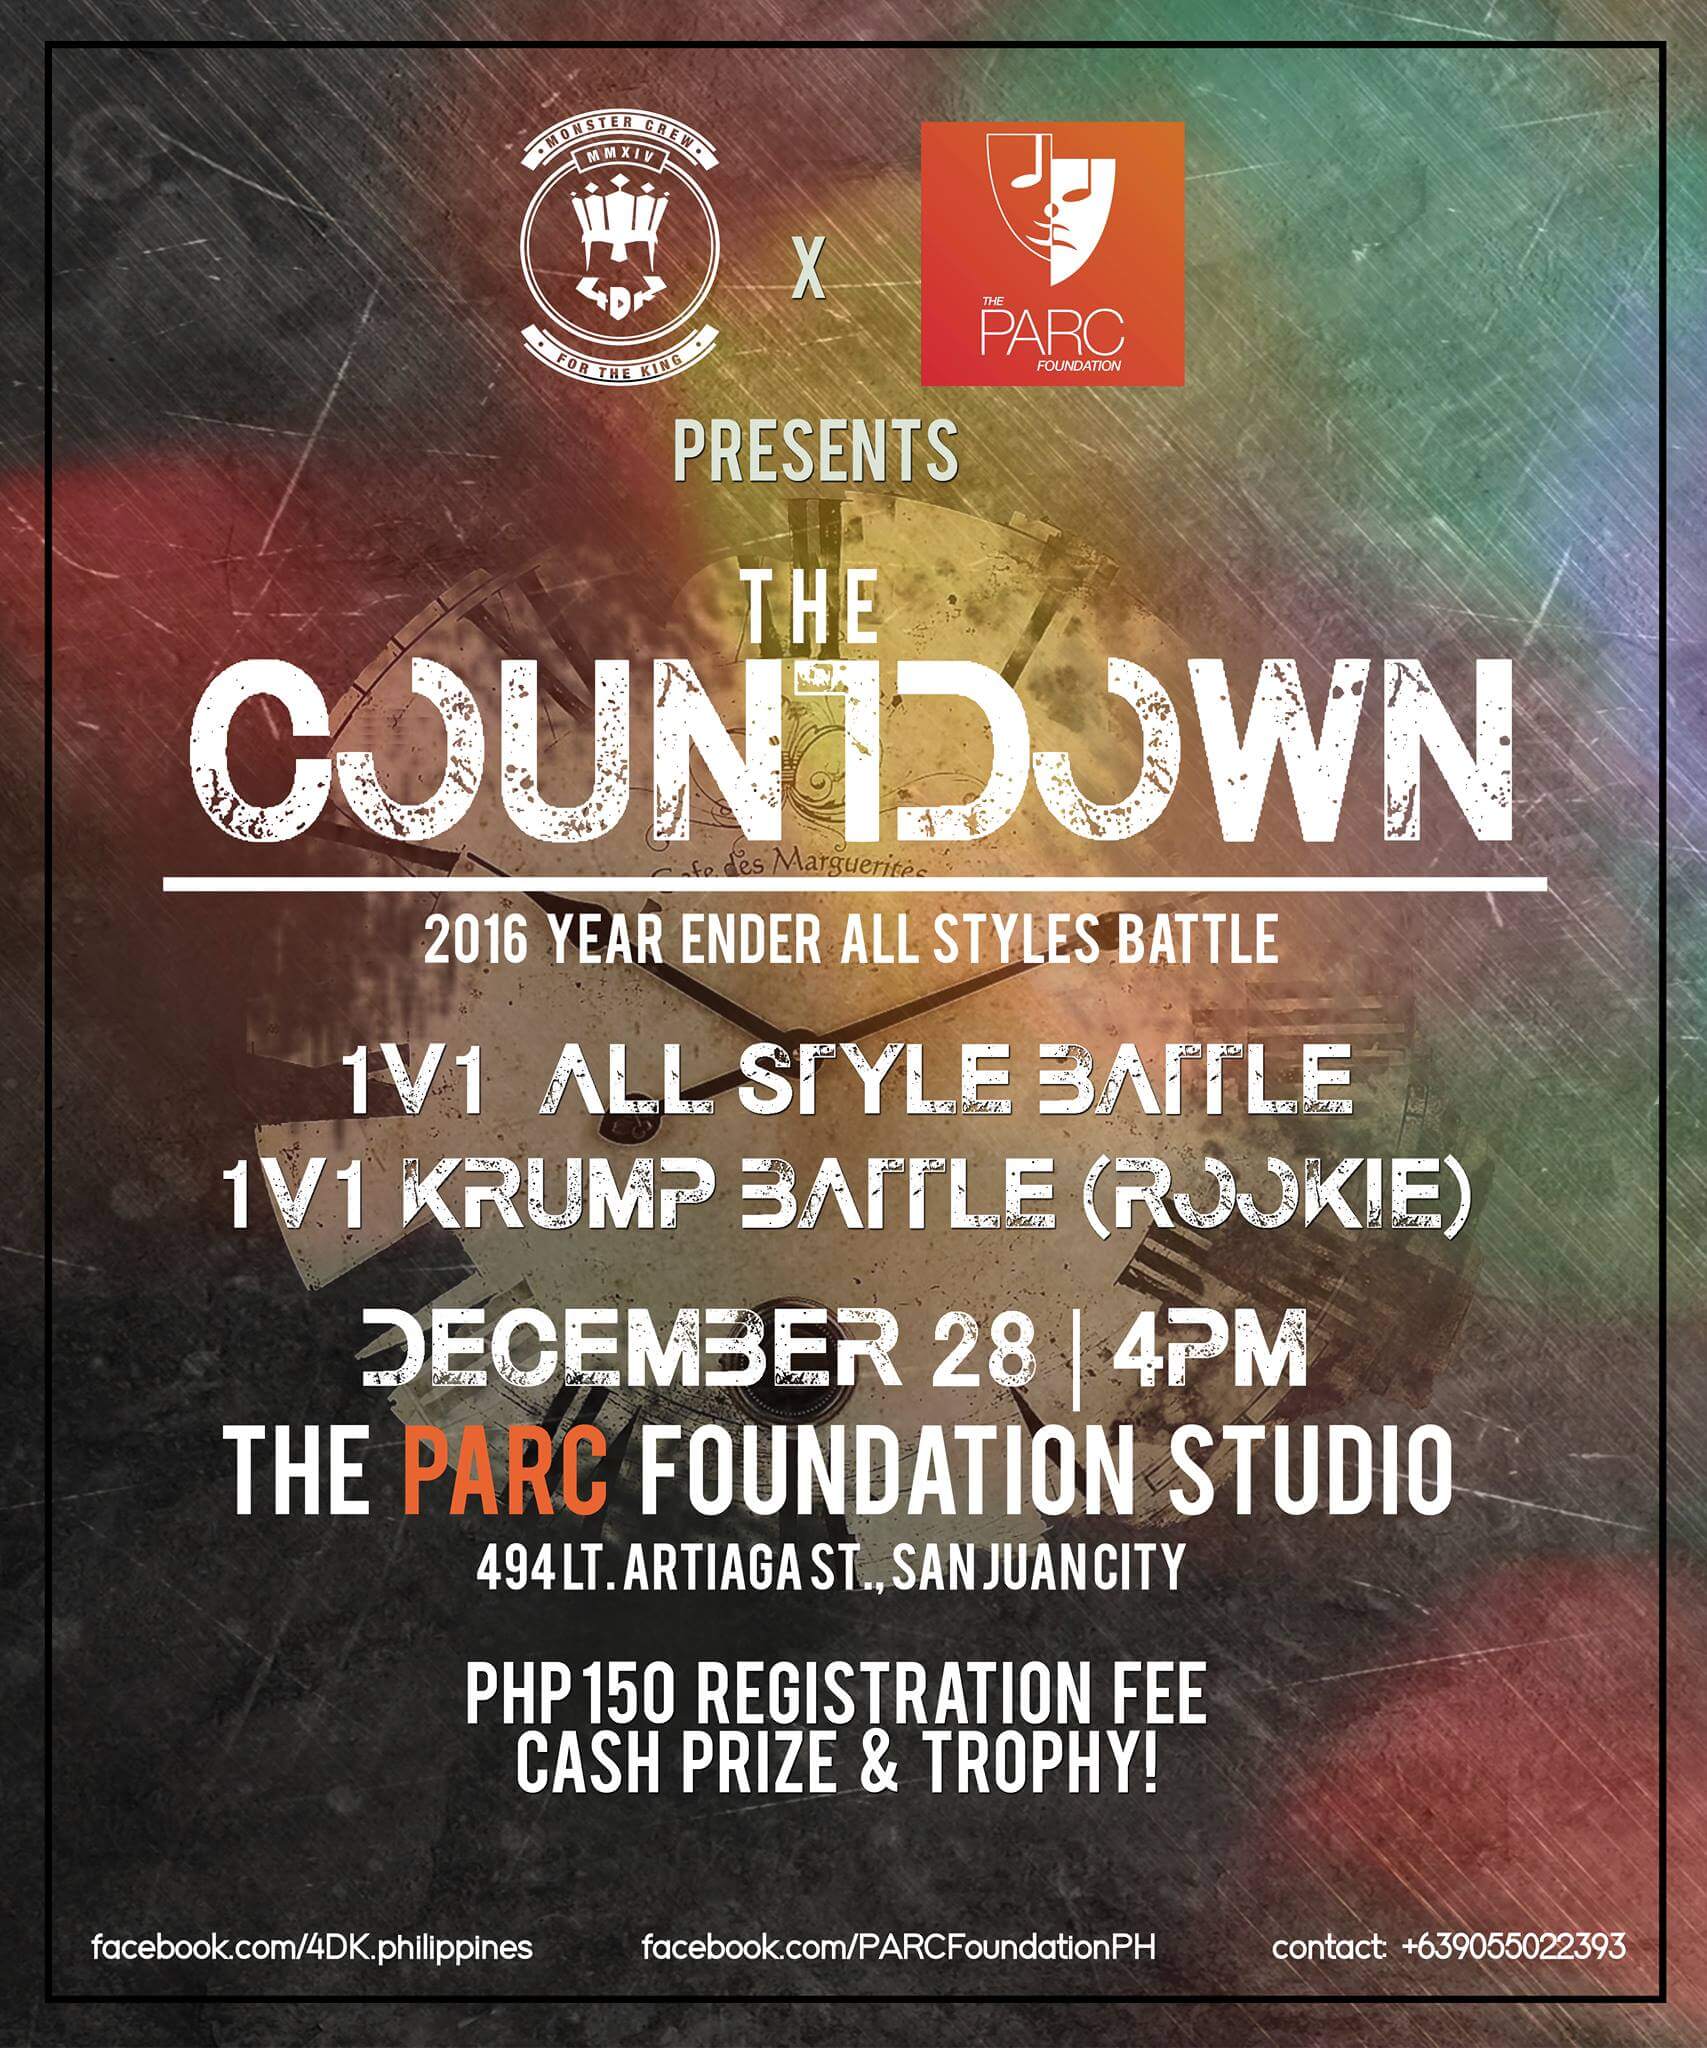 MONSTER CREW
MMXIV
4DK
FOR THE KING
X
THE
PARC
FOUNDATION
PRESENTS
THE
COUNTDOWN
Cafe des Marguerites
2016 YEAR ENDER ALL STYLES BATTLE
1V1 ALL STYLE BATTLE
1V1 KRUMP BATTLE (ROOKIE)
DECEMBER 28 | 4PM
THE PARC FOUNDATION STUDIO
494 LT. ARTIAGA ST., SAN JUAN CITY
PHP 150 REGISTRATION FEE
CASH PRIZE & TROPHY!
facebook.com/4DK.philippines facebook.com/PARCFoundationPH contact: +639055022393